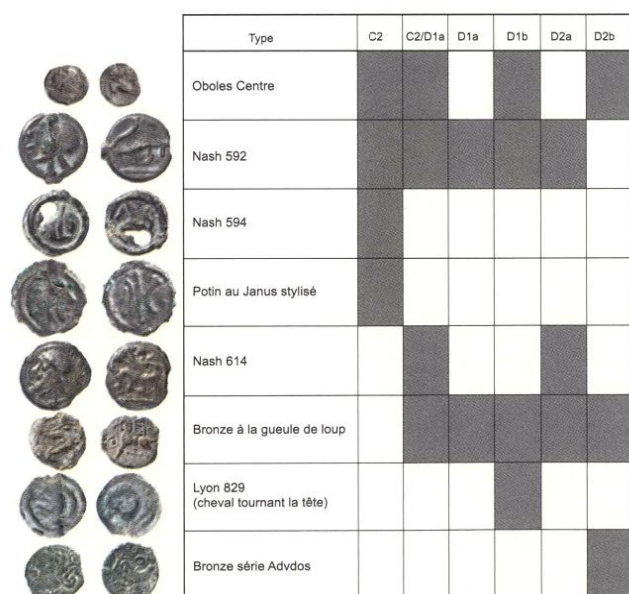 Type C2 C2/D1a D1a D1b D2a D2b
Oboles Centre
Nash 592
Nash 594
Potin au Janus stylisé
Nash 614
Bronze à la gueule de loup
Lyon 829
(cheval tournant la tête)
Bronze série Advdos